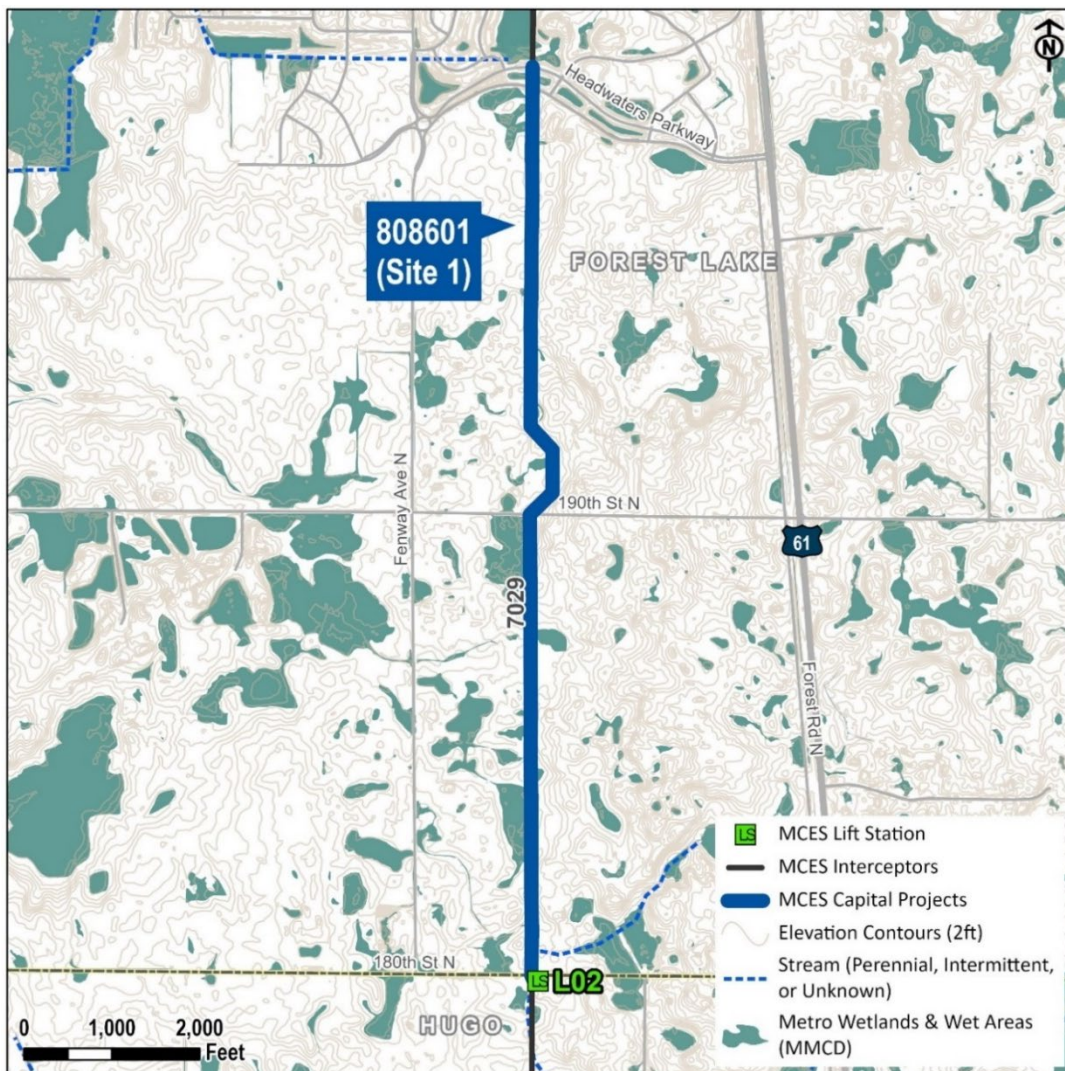 N
Headwaters Parkway
808601
(Site 1)
FOREST LAKE
Fenway Ave N
190th St N
61
7029
Forest Rd N
180th St N
LS
L02
HUGO
0 1,000 2,000
Feet
LS MCES Lift Station
MCES Interceptors
MCES Capital Projects
Elevation Contours (2ft)
Stream (Perennial, Intermittent,
or Unknown)
Metro Wetlands & Wet Areas
(MMCD)